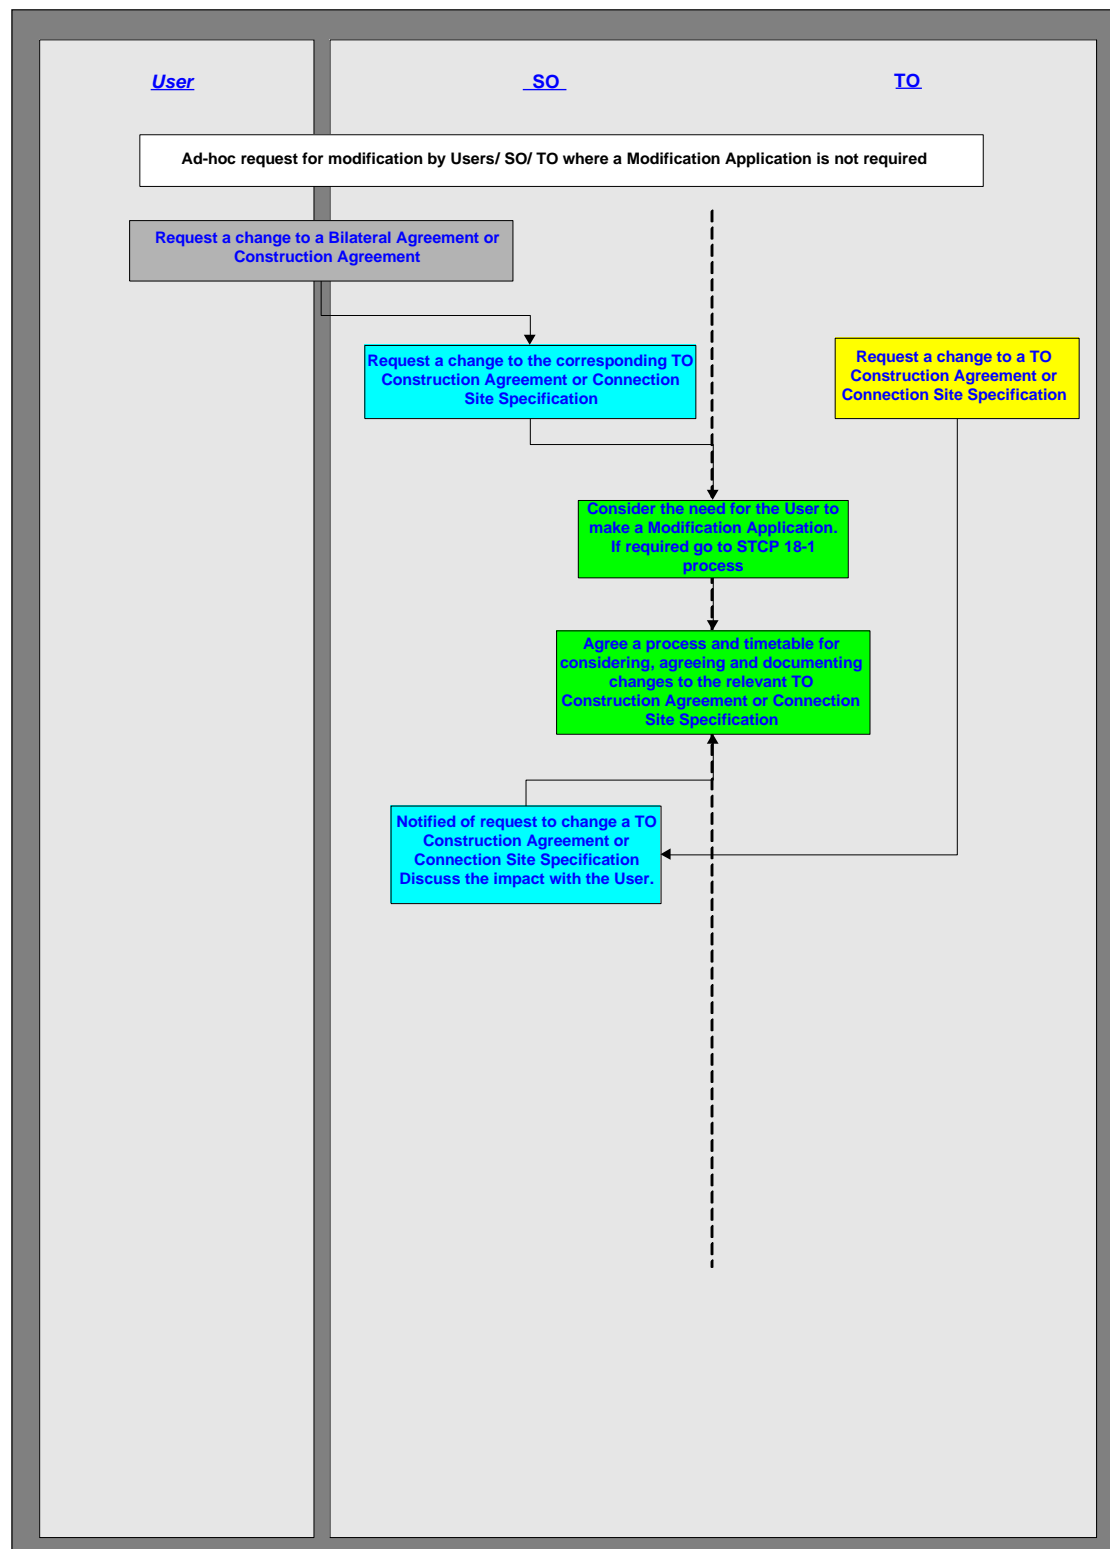 User
SO
TO
Ad-hoc request for modification by Users/ SO/ TO where a Modification Application is not required
Request a change to a Bilateral Agreement or
Construction Agreement
Request a change to the corresponding TO
Construction Agreement or Connection
Site Specification
Request a change to a TO
Construction Agreement or
Connection Site Specification
Consider the need for the User to
make a Modification Application.
If required go to STCP 18-1
process
Agree a process and timetable for
considering, agreeing and documenting
changes to the relevant TO
Construction Agreement or Connection
Site Specification
Notified of request to change a TO
Construction Agreement or
Connection Site Specification
Discuss the impact with the User.